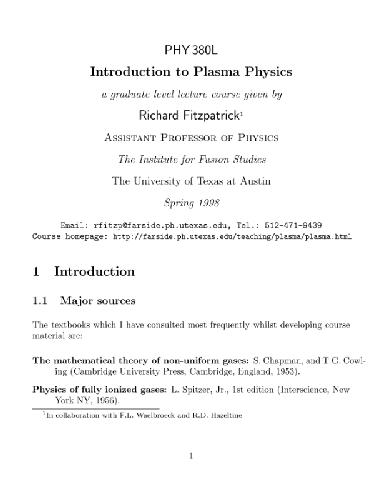 PHY 380L
Introduction to Plasma Physics
a graduate level lecture course given by
Richard Fitzpatrick¹
Assistant Professor of Physics
The Institute for Fusion Studies
The University of Texas at Austin
Spring 1998
Email: rfitzp@farside.ph.utexas.edu, Tel.: 512-471-9439
Course homepage: http://farside.ph.utexas.edu/teaching/plasma/plasma.html
1 Introduction
1.1 Major sources
The textbooks which I have consulted most frequently whilst developing course
material are:
The mathematical theory of non-uniform gases: S. Chapman, and T.G. Cowl-
ing (Cambridge University Press, Cambridge, England, 1953).
Physics of fully ionized gases: L. Spitzer, Jr., 1st edition (Interscience, New
York NY, 1956).
¹In collaboration with F.L. Waelbroeck and R.D. Hazeltine
1